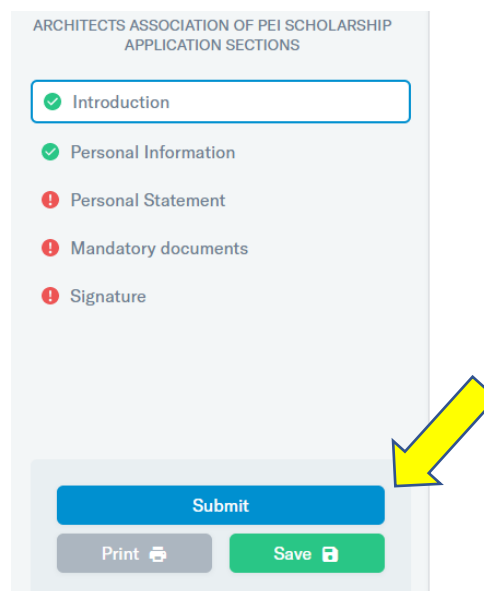 ARCHITECTS ASSOCIATION OF PEI SCHOLARSHIP
APPLICATION SECTIONS
Introduction
Personal Information
Personal Statement
Mandatory documents
Signature
Submit
Print
Save